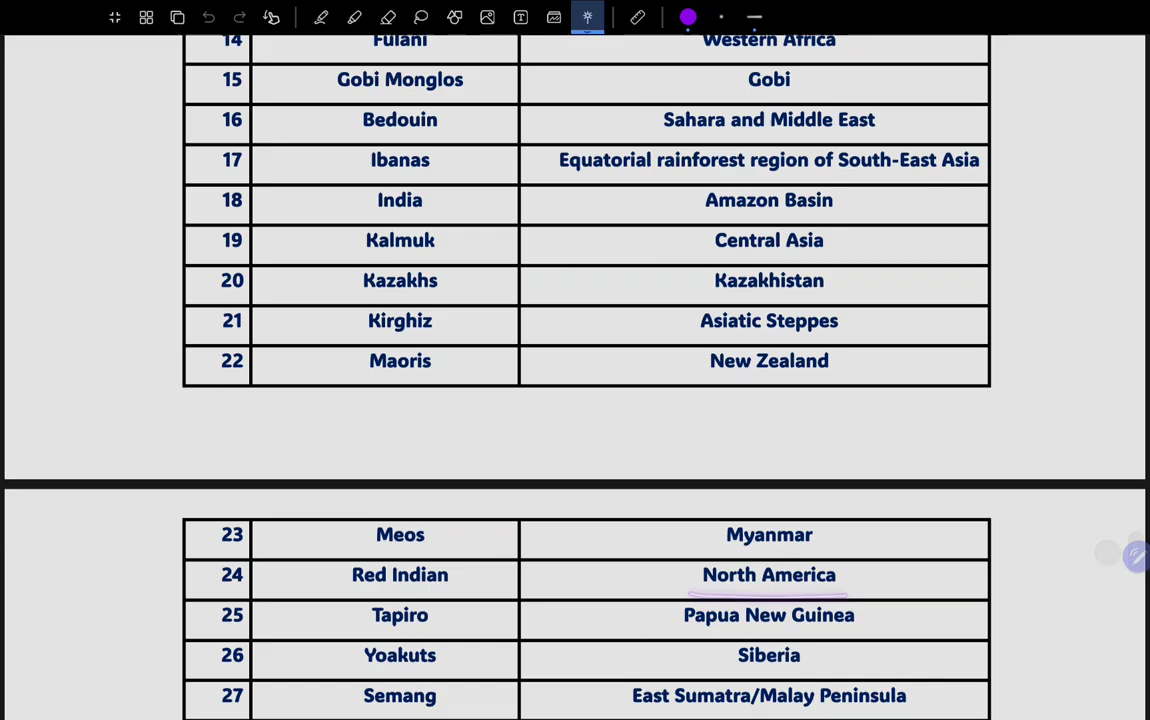 14 Fulani Western Africa
15 Gobi Monglos Gobi
16 Bedouin Sahara and Middle East
17 Ibanas Equatorial rainforest region of South-East Asia
18 India Amazon Basin
19 Kalmuk Central Asia
20 Kazakhs Kazakhistan
21 Kirghiz Asiatic Steppes
22 Maoris New Zealand
23 Meos Myanmar
24 Red Indian North America
25 Tapiro Papua New Guinea
26 Yoakuts Siberia
27 Semang East Sumatra/Malay Peninsula